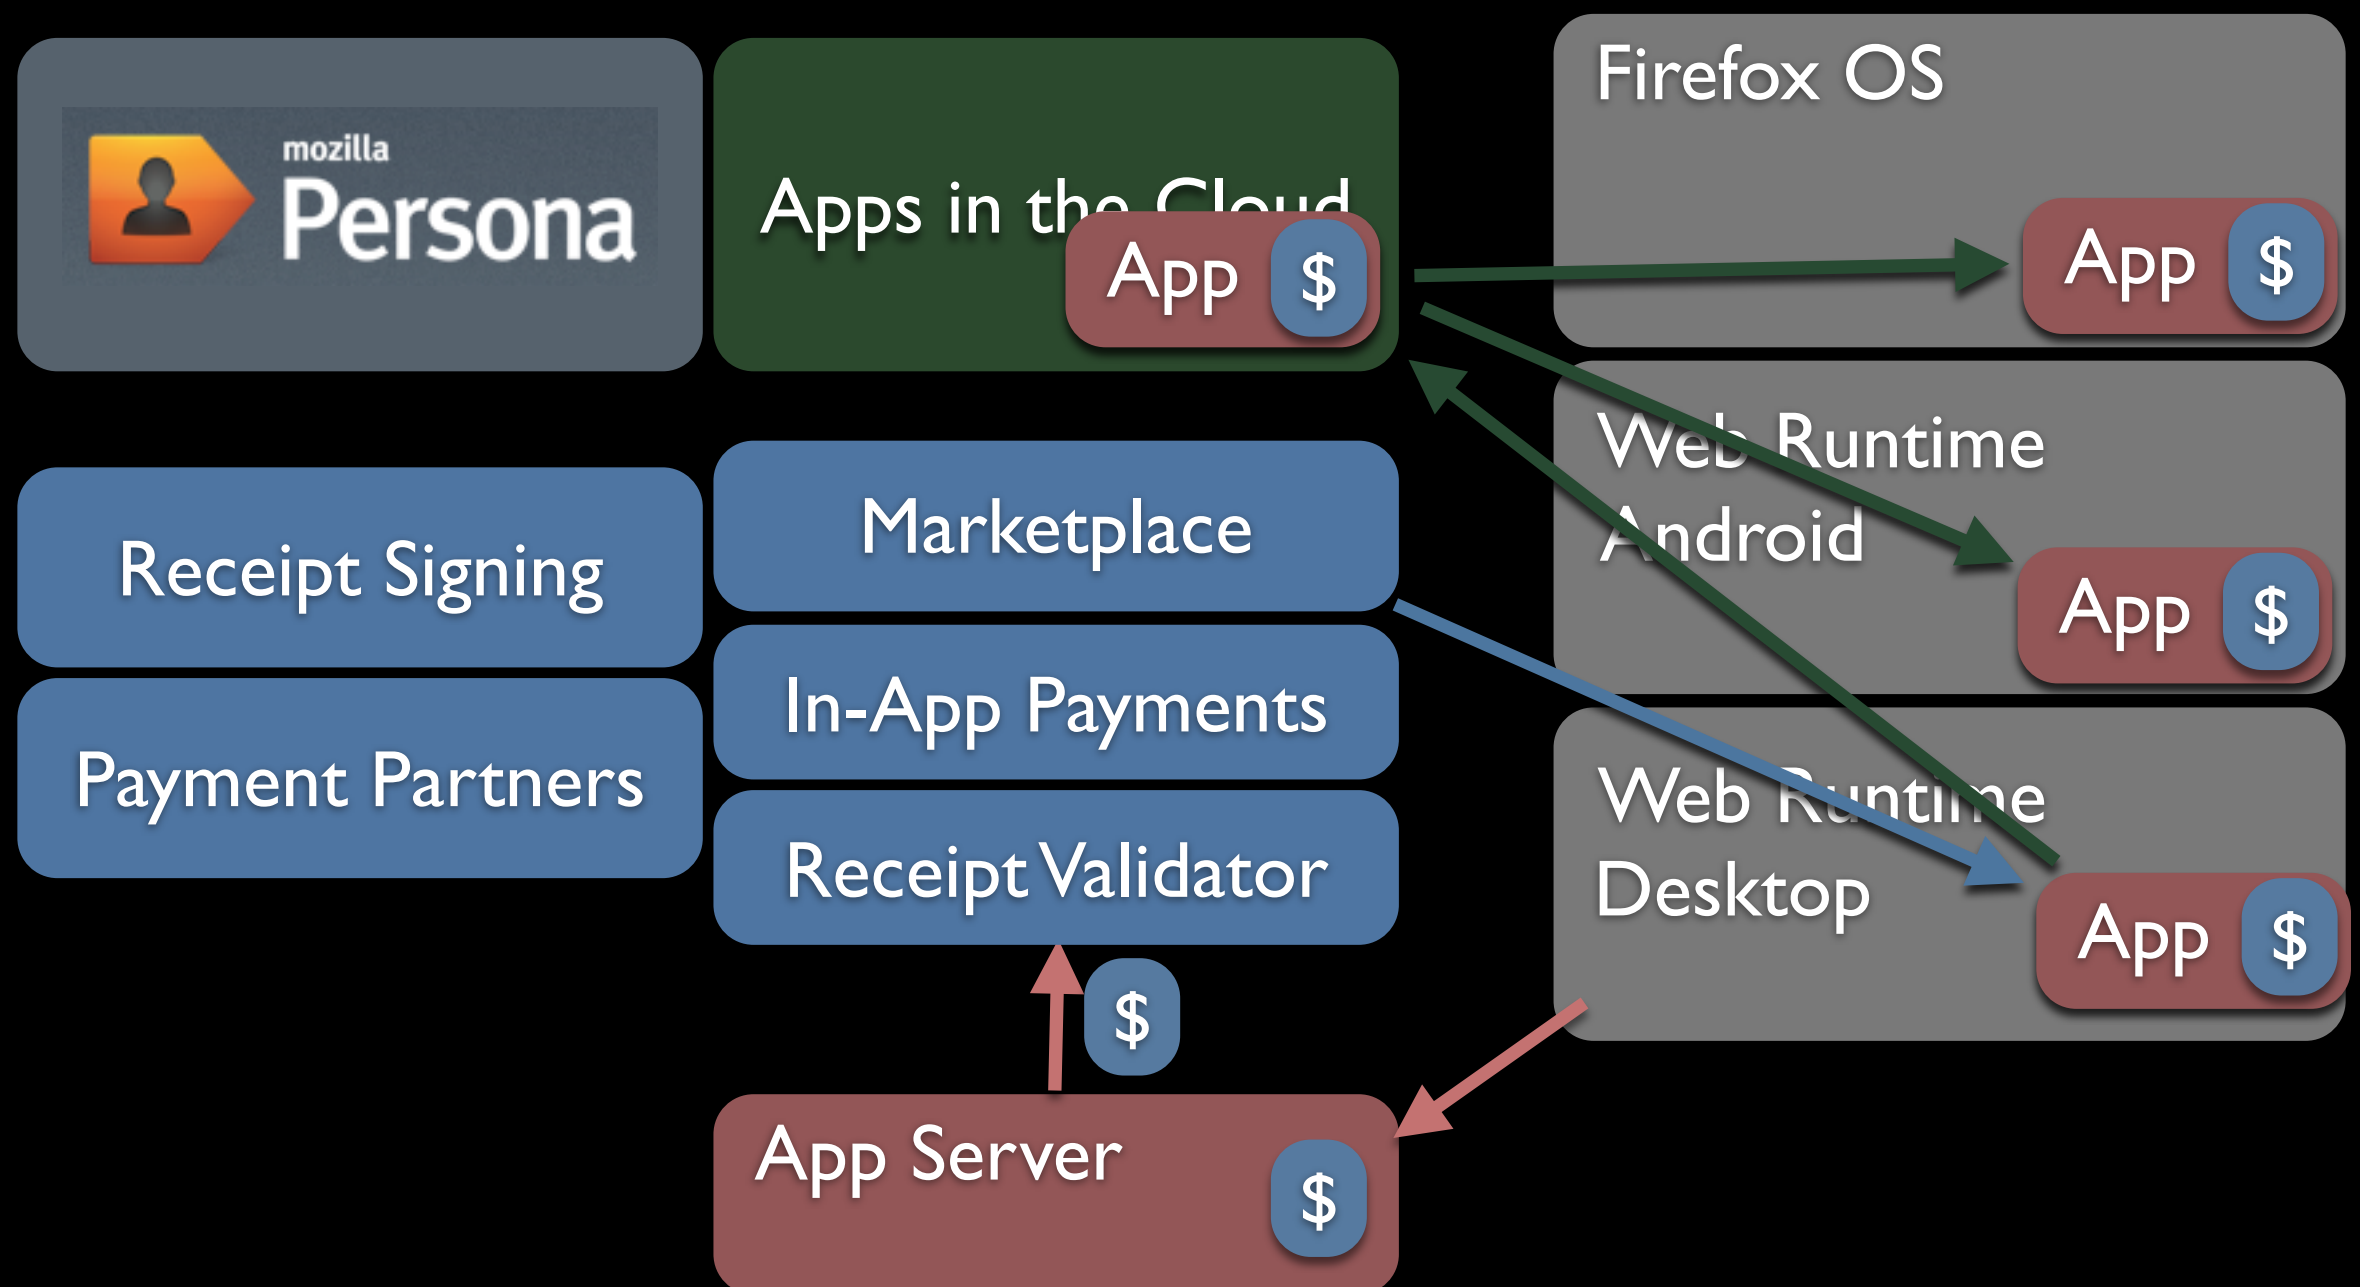 mozilla
Persona
Apps in the Cloud
App $
Firefox OS
App $
Web Runtime
Android
App $
Receipt Signing
Marketplace
In-App Payments
Payment Partners
Receipt Validator
Web Runtime
Desktop
App $
$
App Server
$